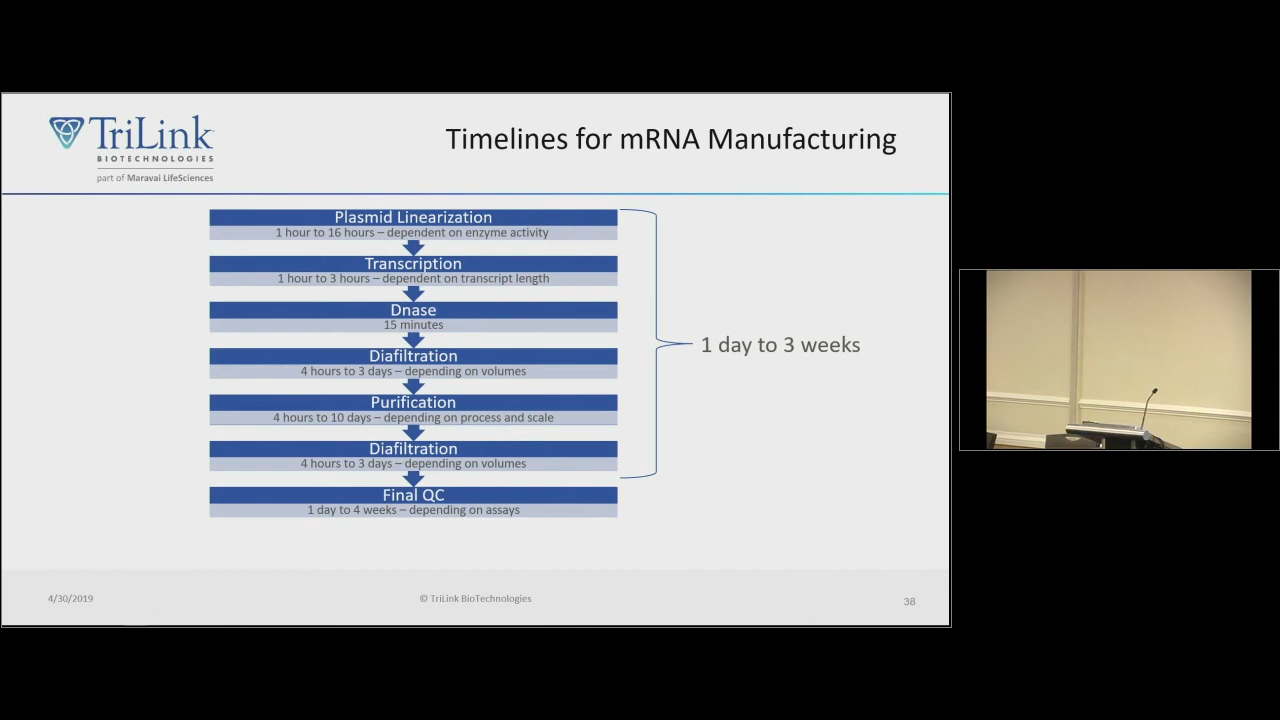 TriLink
BIOTECHNOLOGIES
part of Maravai LifeSciences
Timelines for mRNA Manufacturing
Plasmid Linearization
1 hour to 16 hours – dependent on enzyme activity
Transcription
1 hour to 3 hours – dependent on transcript length
Dnase
15 minutes
Diafiltration
4 hours to 3 days – depending on volumes
Purification
4 hours to 10 days – depending on process and scale
Diafiltration
4 hours to 3 days – depending on volumes
Final QC
1 day to 4 weeks – depending on assays
1 day to 3 weeks
4/30/2019
© TriLink BioTechnologies
38